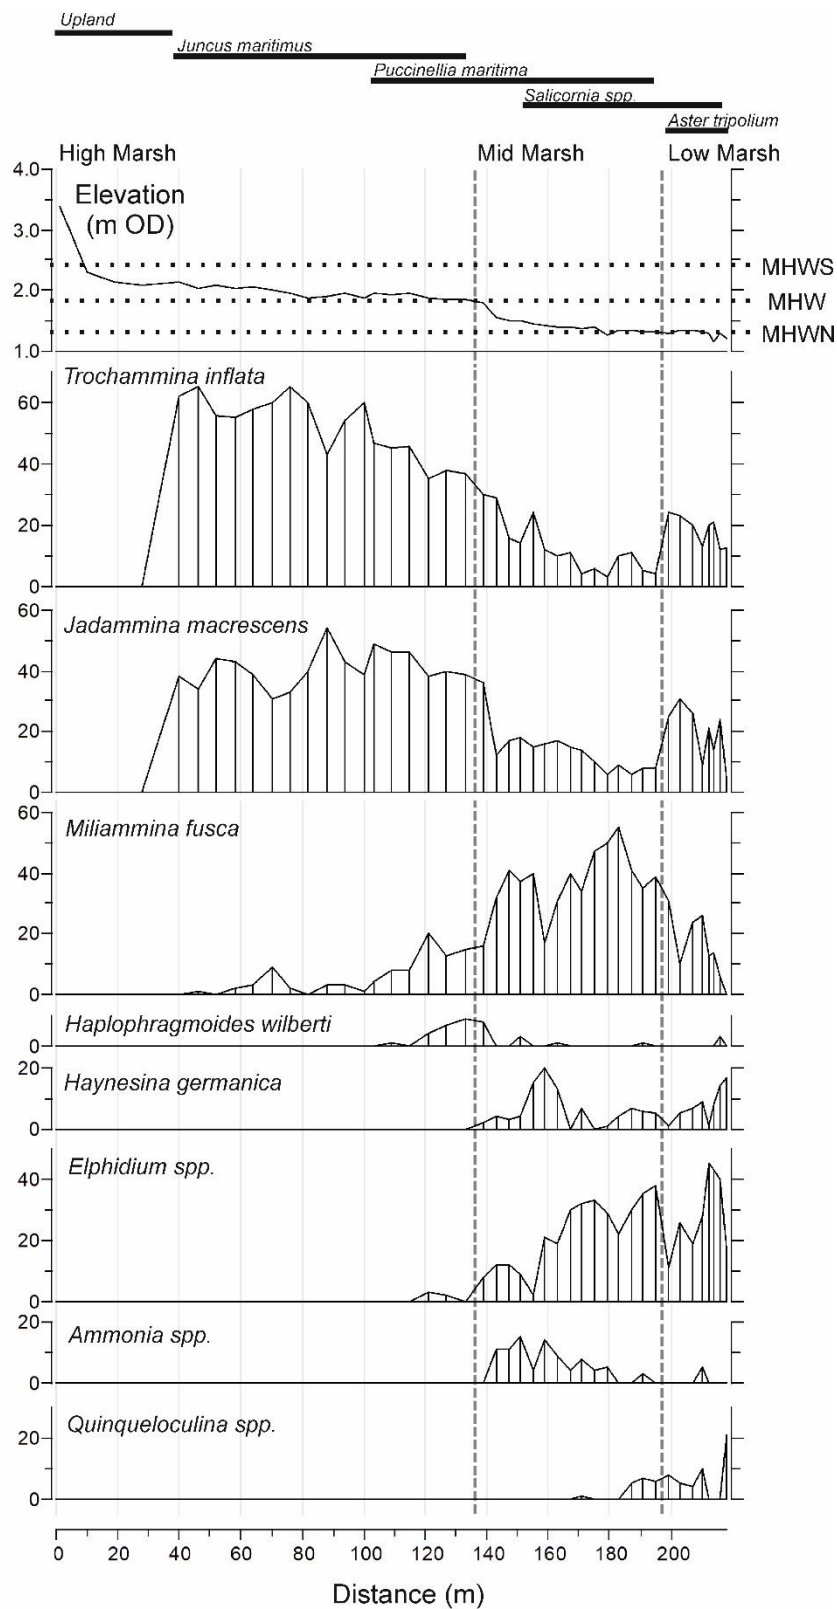 Upland
Juncus maritimus
Puccinellia maritima
Salicornia spp.
Aster tripolium
High Marsh Mid Marsh Low Marsh
4.0
Elevation
(m OD)
3.0
MHWS
2.0
MHW
MHWN
1.0
Trochammina inflata
60
40
20
0
60
Jadammina macrescens
40
20
0
60
Miliammina fusca
40
20
0
Haplophragmoides wilberti
0
20
Haynesina germanica
0
Elphidium spp.
40
20
0
20
Ammonia spp.
0
Quinqueloculina spp.
20
0
0 20 40 60 80 100 120 140 160 180 200
Distance (m)